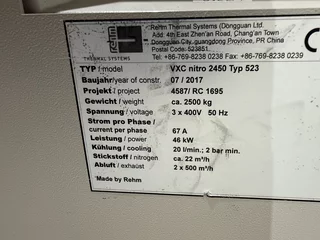 rehm
THERMAL SYSTEMS
Rehm Thermal Systems (Dongguan) Ltd.
Add: 4th East Zhen'an Road, Chang'an Town
Dongguan City, guangdong Province, PR China
Postal Code: 523851
Tel: +86-769-8238 0238 Fax: +86-769-8238 0239
TYP / model VXC nitro 2450 Typ 523
Baujahr/year of constr. 07 / 2017
Projekt / project 4587/ RC 1695
Gewicht / weight ca. 2500 kg
Spannung / voltage 3 x 400V 50 Hz
Strom pro Phase /
current per phase 67 A
Leistung / power 46 kW
Kühlung / cooling 20 l/min.; 2 bar min.
Stickstoff / nitrogen ca. 22 m³/h
Abluft / exhaust 2 x 500 m³/h
Made by Rehm